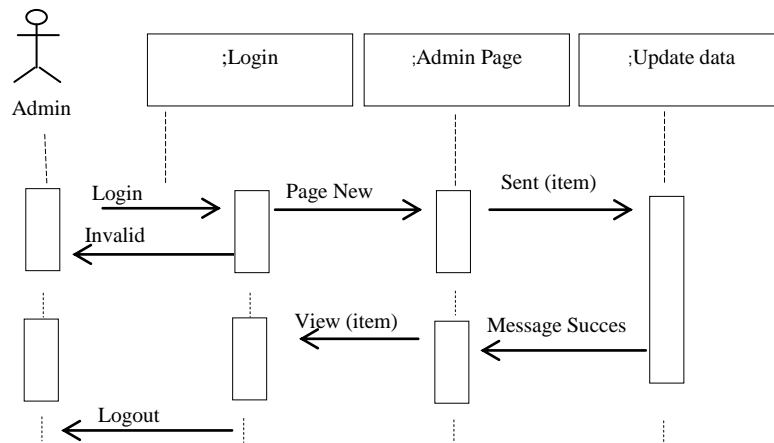 ;Login
;Admin Page
;Update data
Admin
Login
Page New
Sent (item)
Invalid
View (item)
Message Succes
Logout